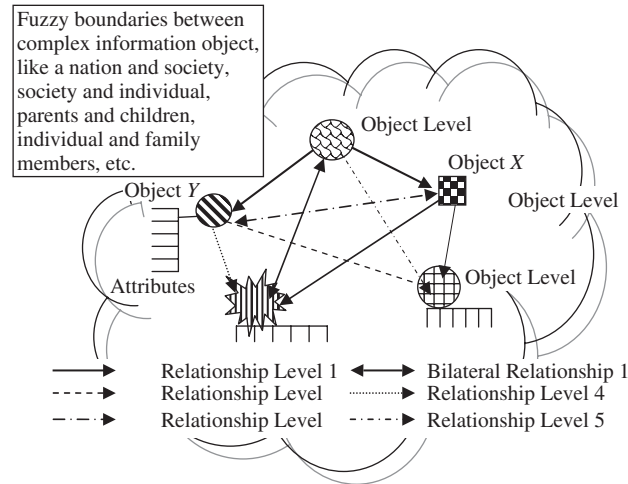 Fuzzy boundaries between
complex information object,
like a nation and society,
society and individual,
parents and children,
individual and family
members, etc.
Object Level
Object X
Object Y
Object Level
Object Level
Attributes
Relationship Level 1
Bilateral Relationship 1
Relationship Level
Relationship Level 4
Relationship Level
Relationship Level 5